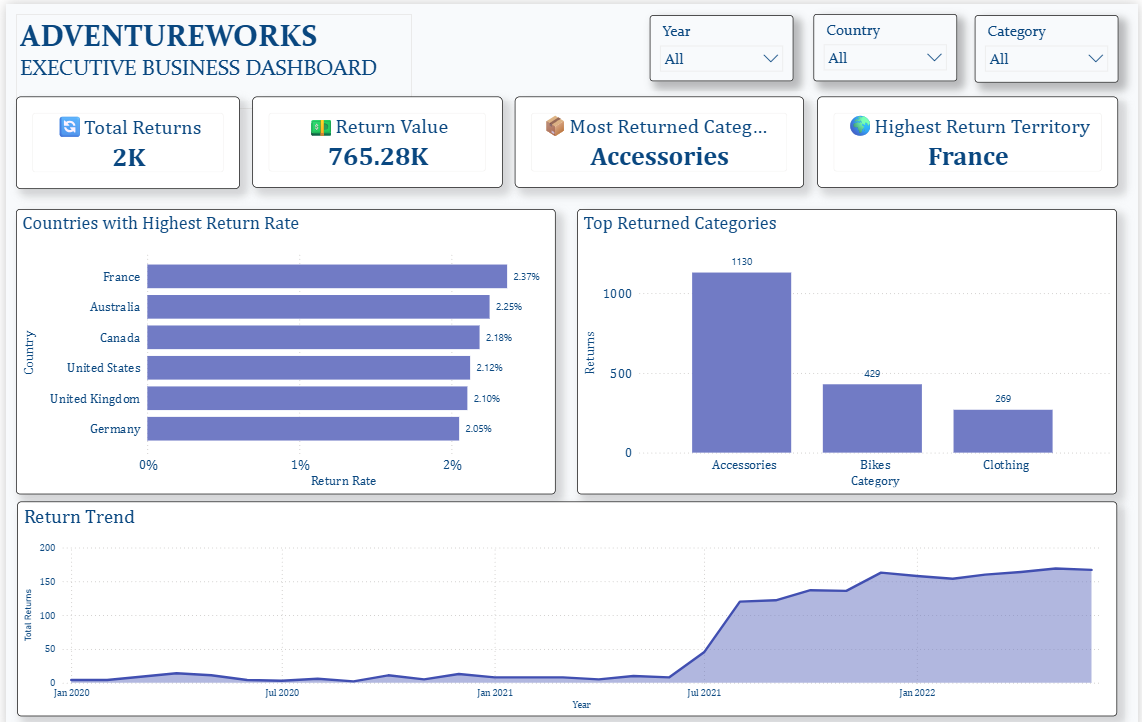 ADVENTUREWORKS
EXECUTIVE BUSINESS DASHBOARD
Year
All
Country
All
Category
All
Total Returns
2K
Return Value
765.28K
Most Returned Categ...
Accessories
Highest Return Territory
France
Countries with Highest Return Rate
Country
France
2.37%
Australia
2.25%
Canada
2.18%
United States
2.12%
United Kingdom
2.10%
Germany
2.05%
0%
1%
2%
Return Rate
Top Returned Categories
Returns
1000
500
0
1130
429
269
Accessories
Bikes
Clothing
Category
Return Trend
Total Returns
200
150
100
50
0
Jan 2020
Jul 2020
Jan 2021
Jul 2021
Jan 2022
Year